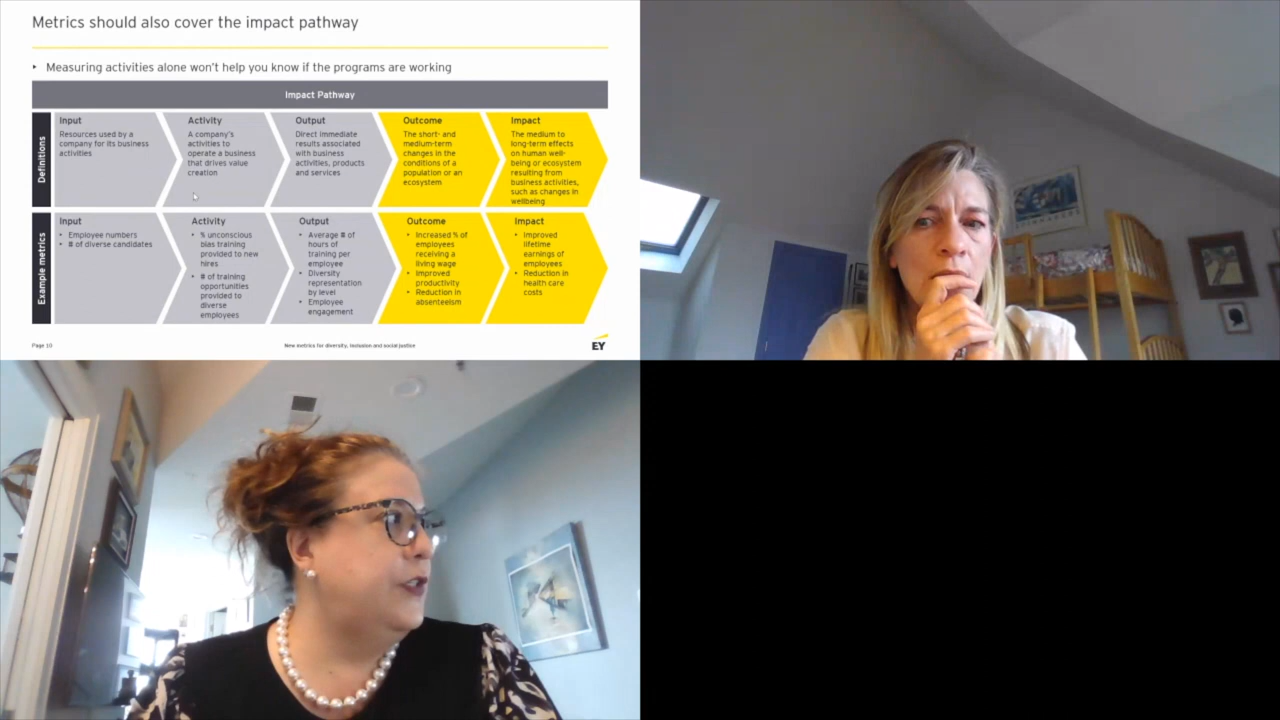 Metrics should also cover the impact pathway
Measuring activities alone won't help you know if the programs are working
Impact Pathway
Definitions
Input
Resources used by a
company for its business
activities
Activity
A company's
activities to
operate a business
that drives value
creation
Output
Direct immediate
results associated
with business
activities, products
and services
Outcome
The short- and
medium-term
changes in the
conditions of a
population or an
ecosystem
Impact
The medium to
long-term effects
on human well-
being or ecosystem
resulting from
business activities,
such as changes in
wellbeing
Example metrics
Input
• Employee numbers
• # of diverse candidates
Activity
• % unconscious
bias training
provided to new
hires
• # of training
opportunities
provided to
diverse
employees
Output
• Average # of
hours of
training per
employee
• Diversity
representation
by level
• Employee
engagement
Outcome
• Increased % of
employees
receiving a
living wage
• Improved
productivity
• Reduction in
absenteeism
Impact
• Improved
lifetime
earnings of
employees
• Reduction in
health care
costs
Page 10
New metrics for diversity, inclusion and social justice
EY